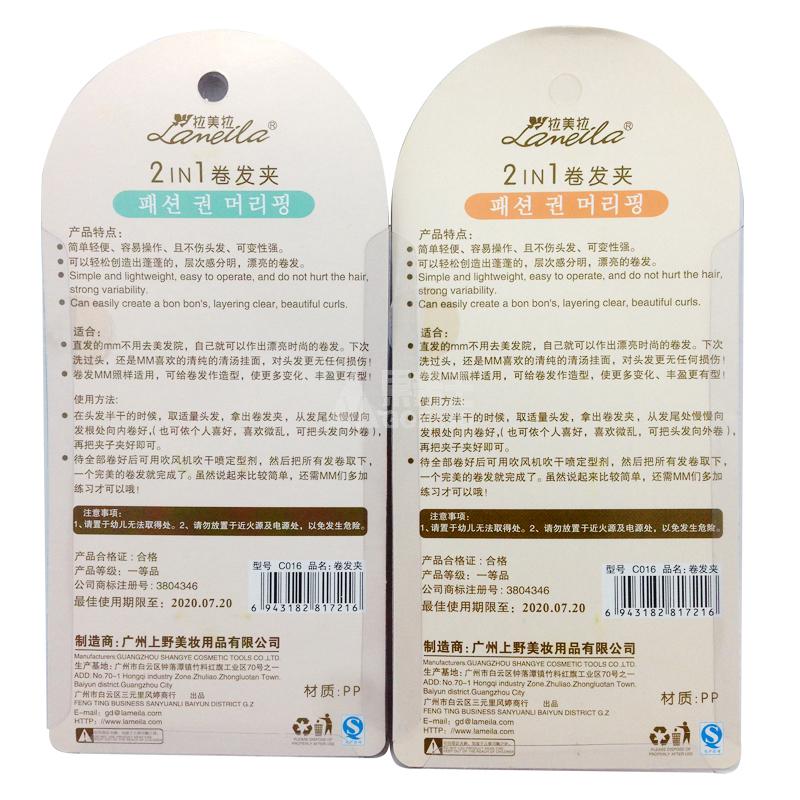 拉美拉
Lameila®
2 IN 1 卷发夹
패션 권 머리핑
产品特点:
简单轻便、容易操作、且不伤头发、可变性强。
可以轻松创造出蓬蓬的，层次感分明，漂亮的卷发。
Simple and lightweight, easy to operate, and do not hurt the hair,
strong variability.
Can easily create a bon bon's, layering clear, beautiful curls.
适合:
直发的mm不用去美发院，自己就可以作出漂亮时尚的卷发。下次
洗过头，还是MM喜欢的清纯的清汤挂面，对头发更无任何损伤!
卷发MM照样适用，可给卷发作造型，使更多变化、丰盈更有型!
使用方法:
在头发半干的时候，取适量头发，拿出卷发夹，从发尾处慢慢向
发根处向内卷好,(也可依个人喜好，喜欢微乱，可把头发向外卷)，
再把夹子夹好即可。
待全部卷好后可用吹风机吹干喷定型剂，然后把所有发卷取下，
一个完美的卷发就完成了。虽然说起来比较简单，还需MM们多加
练习才可以哦!
注意事项:
1、请置于幼儿无法取得处。2、请勿放置于近火源及电源处，以免发生危险。
产品合格证:合格
产品等级:一等品
公司商标注册号:3804346
最佳使用期限至: 2020.07.20
型号 C016 品名:卷发夹
6 943182 817216
制造商:广州上野美妆用品有限公司
Manufacturers:GUANGZHOU SHANGYE COSMETIC TOOLS CO.,LTD.
生产基地:广州市白云区钟落潭镇竹料红旗工业区70号之一
ADD: No.70-1 Hongqi industry Zone.Zhuliao.Zhongluotan Town.
Baiyun district.Guangzhou City
广州市白云区三元里风婷商行 出品
FENG TING BUSINESS SANYUANLI BAIYUN DISTRICT G.Z
E-mail: gd@lameila.com
HTTP: //www.lameila.com
材质:PP
PLEASE DISPOSE OF
PROPERLY AFTER USE
拉美拉
Lameila®
2 IN 1 卷发夹
패션 권 머리핑
产品特点:
简单轻便、容易操作、且不伤头发、可变性强。
可以轻松创造出蓬蓬的，层次感分明，漂亮的卷发。
Simple and lightweight, easy to operate, and do not hurt the hair,
strong variability.
Can easily create a bon bon's, layering clear, beautiful curls.
适合:
直发的mm不用去美发院，自己就可以作出漂亮时尚的卷发。下次
洗过头，还是MM喜欢的清纯的清汤挂面，对头发更无任何损伤!
卷发MM照样适用，可给卷发作造型，使更多变化、丰盈更有型!
使用方法:
在头发半干的时候，取适量头发，拿出卷发夹，从发尾处慢慢向
发根处向内卷好,(也可依个人喜好，喜欢微乱，可把头发向外卷)，
再把夹子夹好即可。
待全部卷好后可用吹风机吹干喷定型剂，然后把所有发卷取下，
一个完美的卷发就完成了。虽然说起来比较简单，还需MM们多加
练习才可以哦!
注意事项:
1、请置于幼儿无法取得处。2、请勿放置于近火源及电源处，以免发生危险。
产品合格证:合格
产品等级:一等品
公司商标注册号:3804346
最佳使用期限至: 2020.07.20
型号 C016 品名:卷发夹
6 943182 817216
制造商:广州上野美妆用品有限公司
Manufacturers:GUANGZHOU SHANGYE COSMETIC TOOLS CO.,LTD.
生产基地:广州市白云区钟落潭镇竹料红旗工业区70号之一
ADD: No.70-1 Hongqi industry Zone.Zhuliao.Zhongluotan Town.
Baiyun district.Guangzhou City
广州市白云区三元里风婷商行 出品
FENG TING BUSINESS SANYUANLI BAIYUN DISTRICT G.Z
E-mail: gd@lameila.com
HTTP: //www.lameila.com
材质:PP
PLEASE DISPOSE OF
PROPERLY AFTER USE